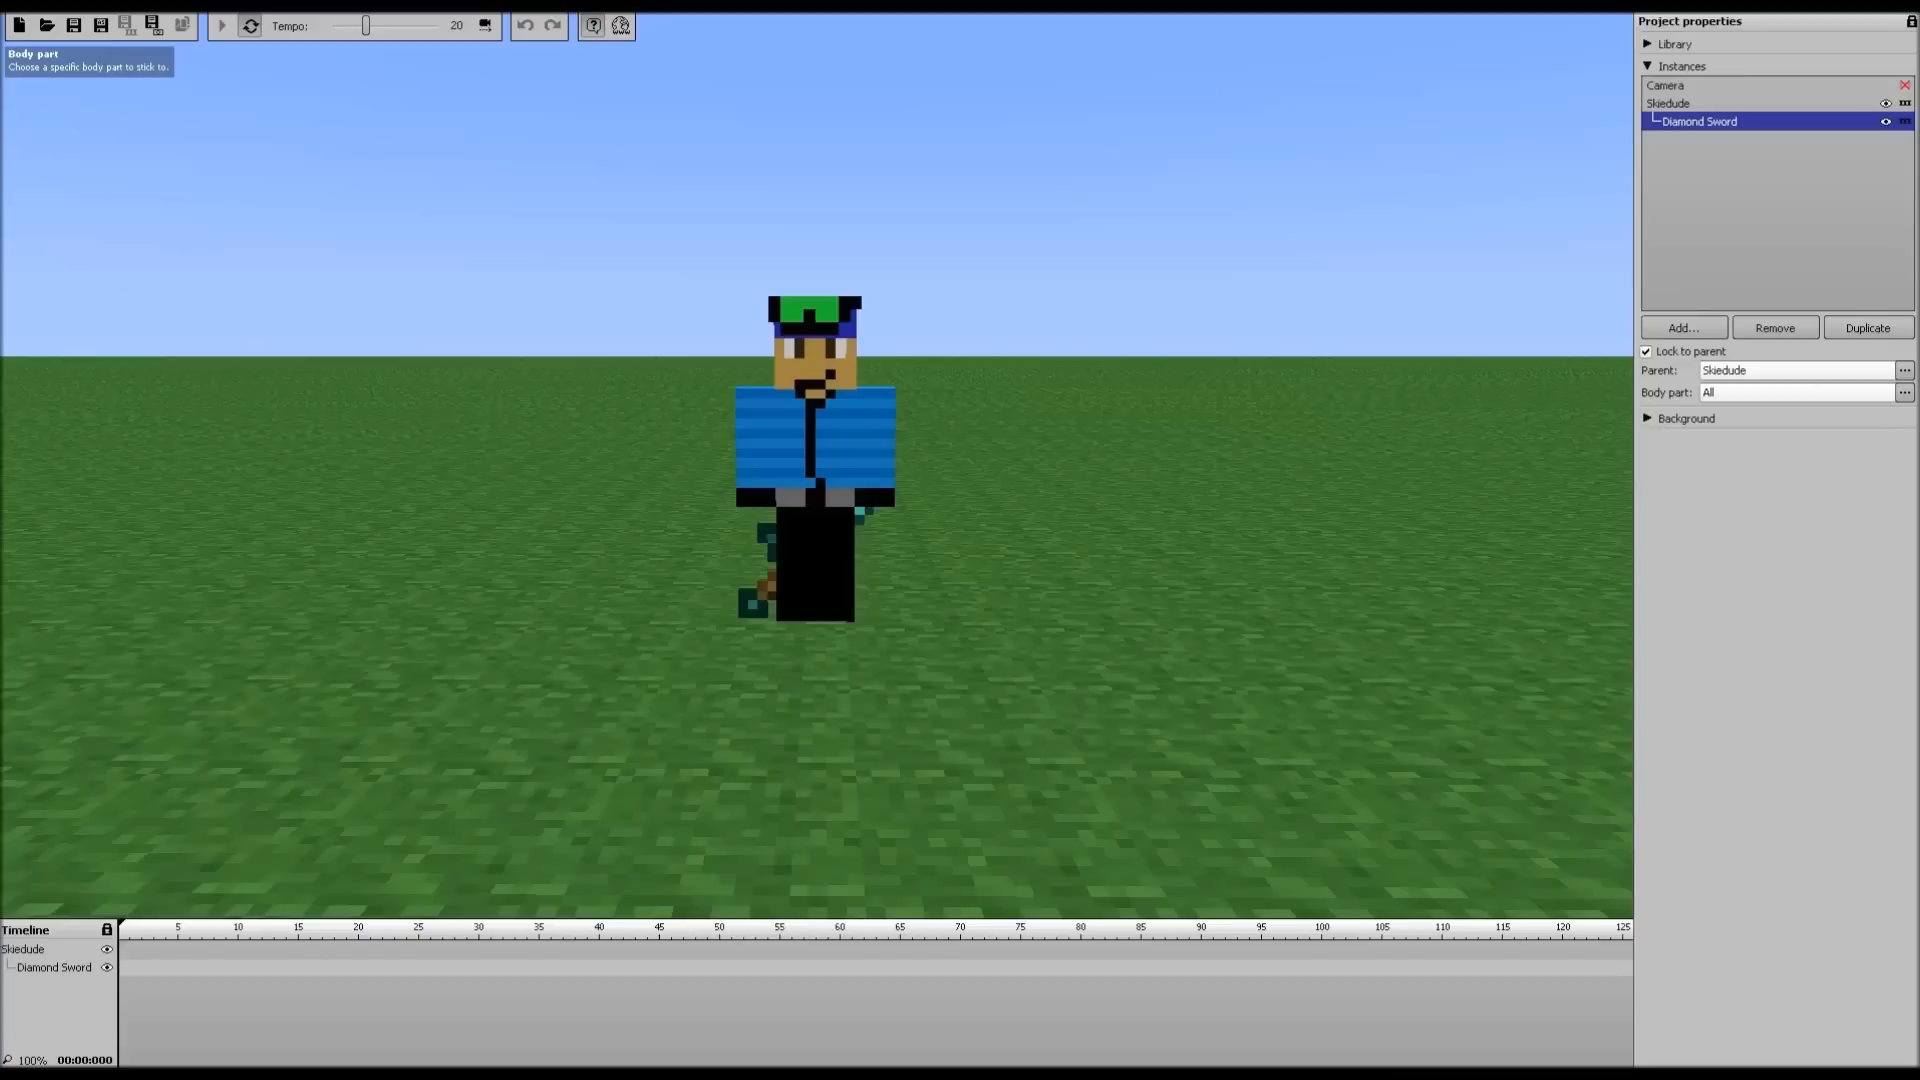 Tempo:
20
Body part
Choose a specific body part to stick to.
Project properties
Library
Instances
Camera
Skiedude
Diamond Sword
Add...
Remove
Duplicate
Lock to parent
Parent:
Skiedude
...
Body part:
All
...
Background
Timeline
5 10 15 20 25 30 35 40 45 50 55 60 65 70 75 80 85 90 95 100 105 110 115 120 125
Skiedude
Diamond Sword
100% 00:00:000